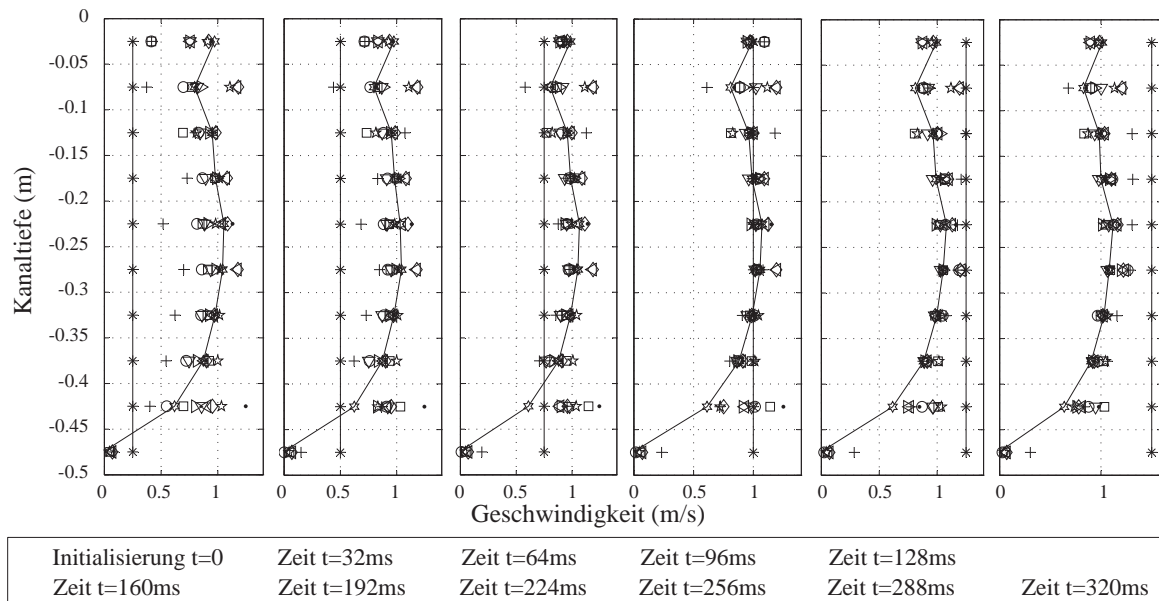 0
-0.05
-0.1
-0.15
-0.2
-0.25
-0.3
-0.35
-0.4
-0.45
-0.5
Kanaltiefe (m)
0 0.5 1 0 0.5 1 0 0.5 1 0 0.5 1 0 0.5 1 0 1
Geschwindigkeit (m/s)
Initialisierung t=0 Zeit t=32ms Zeit t=64ms Zeit t=96ms Zeit t=128ms
Zeit t=160ms Zeit t=192ms Zeit t=224ms Zeit t=256ms Zeit t=288ms Zeit t=320ms